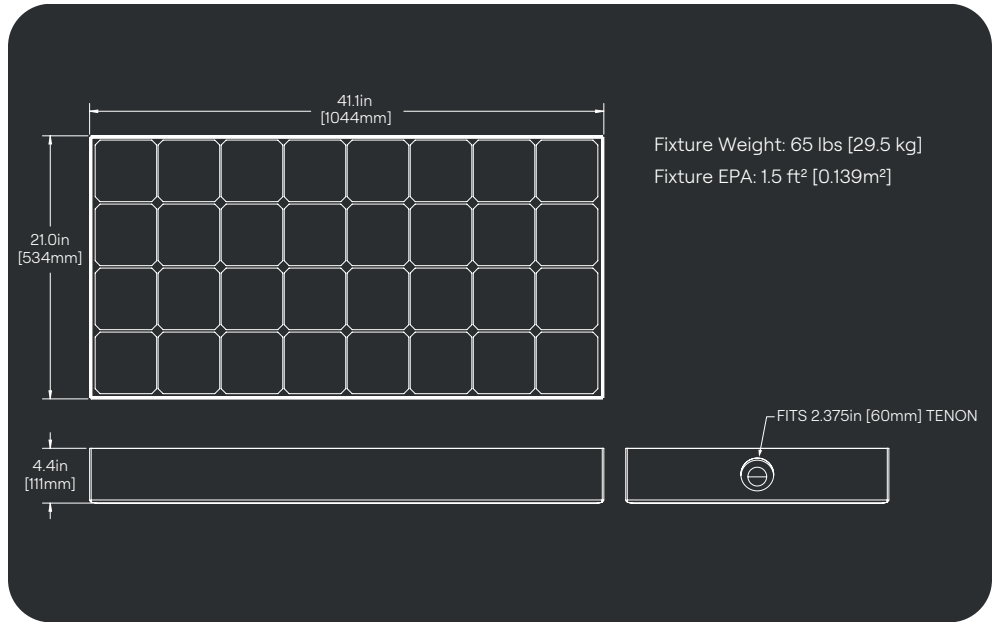 41.1in
[1044mm]
Fixture Weight: 65 lbs [29.5 kg]
Fixture EPA: 1.5 ft² [0.139m²]
21.0in
[534mm]
FITS 2.375in [60mm] TENON
4.4in
[111mm]